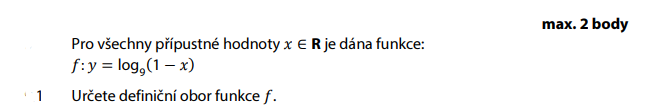 max. 2 body
Pro všechny přípustné hodnoty x ∈ R je dána funkce:
f: y = log₉(1 − x)
1 Určete definiční obor funkce f.